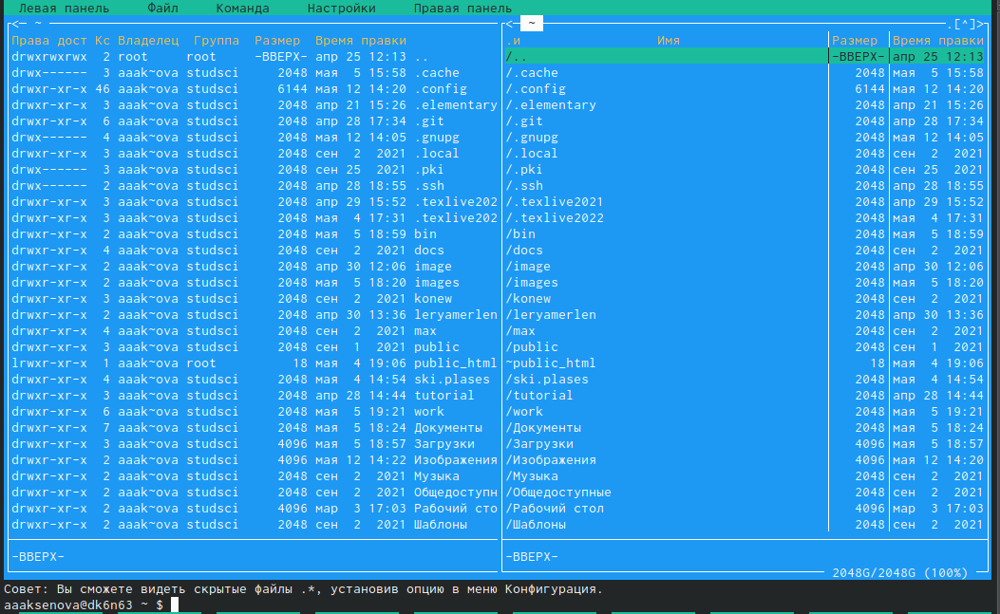 Левая панель Файл Команда Настройки Правая панель
<─ ~ <─ ~ .[^]>
Права дост Кс Владелец Группа Размер Время правки .и Имя Размер Время правки
drwxrwxrwx 2 root root -ВВЕРХ- апр 25 12:13 .. /.. -ВВЕРХ- апр 25 12:13
drwx------ 3 aaak~ova studsci 2048 мая 5 15:58 .cache /.cache 2048 мая 5 15:58
drwxr-xr-x 46 aaak~ova studsci 6144 мая 12 14:20 .config /.config 6144 мая 12 14:20
drwxr-xr-x 3 aaak~ova studsci 2048 апр 21 15:26 .elementary /.elementary 2048 апр 21 15:26
drwxr-xr-x 6 aaak~ova studsci 2048 апр 28 17:34 .git /.git 2048 апр 28 17:34
drwx------ 4 aaak~ova studsci 2048 мая 12 14:05 .gnupg /.gnupg 2048 мая 12 14:05
drwxr-xr-x 3 aaak~ova studsci 2048 сен 2 2021 .local /.local 2048 сен 2 2021
drwx------ 3 aaak~ova studsci 2048 сен 25 2021 .pki /.pki 2048 сен 25 2021
drwx------ 2 aaak~ova studsci 2048 апр 28 18:55 .ssh /.ssh 2048 апр 28 18:55
drwxr-xr-x 3 aaak~ova studsci 2048 апр 29 15:52 .texlive202 /.texlive2021 2048 апр 29 15:52
drwxr-xr-x 3 aaak~ova studsci 2048 мая 4 17:31 .texlive202 /.texlive2022 2048 мая 4 17:31
drwxr-xr-x 2 aaak~ova studsci 2048 мая 5 18:59 bin /bin 2048 мая 5 18:59
drwxr-xr-x 4 aaak~ova studsci 2048 сен 2 2021 docs /docs 2048 сен 2 2021
drwxr-xr-x 2 aaak~ova studsci 2048 апр 30 12:06 image /image 2048 апр 30 12:06
drwxr-xr-x 2 aaak~ova studsci 2048 мая 5 18:20 images /images 2048 мая 5 18:20
drwxr-xr-x 3 aaak~ova studsci 2048 сен 2 2021 konew /konew 2048 сен 2 2021
drwxr-xr-x 2 aaak~ova studsci 2048 апр 30 13:36 leryamerlen /leryamerlen 2048 апр 30 13:36
drwxr-xr-x 4 aaak~ova studsci 2048 сен 2 2021 max /max 2048 сен 2 2021
drwxr-xr-x 3 aaak~ova studsci 2048 сен 1 2021 public /public 2048 сен 1 2021
lrwxr-xr-x 1 aaak~ova root 18 мая 4 19:06 public_html ~public_html 18 мая 4 19:06
drwxr-xr-x 4 aaak~ova studsci 2048 мая 4 14:54 ski.plases /ski.plases 2048 мая 4 14:54
drwxr-xr-x 3 aaak~ova studsci 2048 апр 28 14:44 tutorial /tutorial 2048 апр 28 14:44
drwxr-xr-x 6 aaak~ova studsci 2048 мая 5 19:21 work /work 2048 мая 5 19:21
drwxr-xr-x 7 aaak~ova studsci 2048 мая 5 18:24 Документы /Документы 2048 мая 5 18:24
drwxr-xr-x 3 aaak~ova studsci 4096 мая 5 18:57 Загрузки /Загрузки 4096 мая 5 18:57
drwxr-xr-x 2 aaak~ova studsci 4096 мая 12 14:22 Изображения /Изображения 4096 мая 12 14:20
drwxr-xr-x 2 aaak~ova studsci 2048 сен 2 2021 Музыка /Музыка 2048 сен 2 2021
drwxr-xr-x 2 aaak~ova studsci 2048 сен 2 2021 Общедоступн /Общедоступные 2048 сен 2 2021
drwxr-xr-x 2 aaak~ova studsci 4096 мар 3 17:03 Рабочий сто /Рабочий стол 4096 мар 3 17:03
drwxr-xr-x 2 aaak~ova studsci 2048 сен 2 2021 Шаблоны /Шаблоны 2048 сен 2 2021
-ВВЕРХ- -ВВЕРХ-
2048G/2048G (100%)
Совет: Вы сможете видеть скрытые файлы .*, установив опцию в меню Конфигурация.
aaaksenova@dk6n63 ~ $